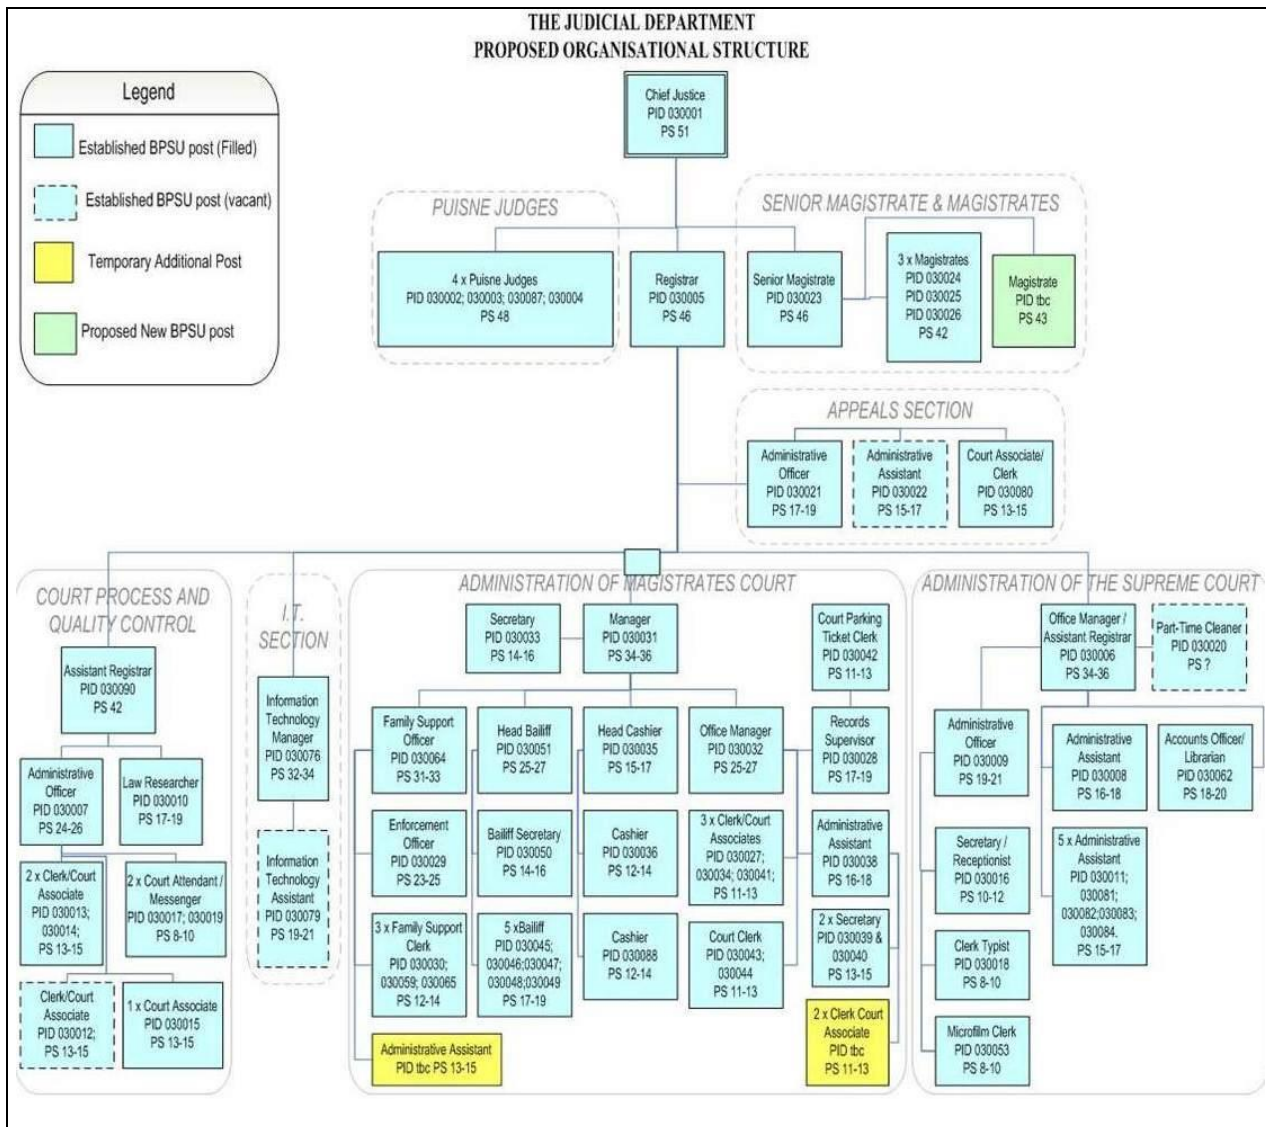 THE JUDICIAL DEPARTMENT
PROPOSED ORGANISATIONAL STRUCTURE
Legend
Established BPSU post (Filled)
Established BPSU post (vacant)
Temporary Additional Post
Proposed New BPSU post
Chief Justice
PID 030001
PS 51
PUISNE JUDGES
4 x Puisne Judges
PID 030002; 030003; 030087; 030004
PS 48
Registrar
PID 030005
PS 46
SENIOR MAGISTRATE & MAGISTRATES
Senior Magistrate
PID 030023
PS 46
3 x Magistrates
PID 030024
PID 030025
PID 030026
PS 42
Magistrate
PID tbc
PS 43
APPEALS SECTION
Administrative
Officer
PID 030021
PS 17-19
Administrative
Assistant
PID 030022
PS 15-17
Court Associate/
Clerk
PID 030080
PS 13-15
COURT PROCESS AND
QUALITY CONTROL
Assistant Registrar
PID 030090
PS 42
Administrative
Officer
PID 030007
PS 24-26
Law Researcher
PID 030010
PS 17-19
2 x Clerk/Court
Associate
PID 030013;
030014;
PS 13-15
2 x Court Attendant /
Messenger
PID 030017; 030019
PS 8-10
Clerk/Court
Associate
PID 030012;
PS 13-15
1 x Court Associate
PID 030015
PS 13-15
I.T.
SECTION
Information
Technology
Manager
PID 030076
PS 32-34
Information
Technology
Assistant
PID 030079
PS 19-21
ADMINISTRATION OF MAGISTRATES COURT
Secretary
PID 030033
PS 14-16
Manager
PID 030031
PS 34-36
Court Parking
Ticket Clerk
PID 030042
PS 11-13
Family Support
Officer
PID 030064
PS 31-33
Head Bailiff
PID 030051
PS 25-27
Head Cashier
PID 030035
PS 15-17
Office Manager
PID 030032
PS 25-27
Records
Supervisor
PID 030028
PS 17-19
Enforcement
Officer
PID 030029
PS 23-25
Bailiff Secretary
PID 030050
PS 14-16
Cashier
PID 030036
PS 12-14
3 x Clerk/Court
Associates
PID 030027;
030034; 030041;
PS 11-13
Administrative
Assistant
PID 030038
PS 16-18
3 x Family Support
Clerk
PID 030030;
030059; 030065
PS 12-14
5 xBailiff
PID 030045;
030046;030047;
030048;030049
PS 17-19
Cashier
PID 030088
PS 12-14
Court Clerk
PID 030043;
030044
PS 11-13
2 x Secretary
PID 030039 &
030040
PS 13-15
Administrative Assistant
PID tbc PS 13-15
2 x Clerk Court
Associate
PID tbc
PS 11-13
ADMINISTRATION OF THE SUPREME COURT
Office Manager /
Assistant Registrar
PID 030006
PS 34-36
Part-Time Cleaner
PID 030020
PS ?
Administrative
Officer
PID 030009
PS 19-21
Administrative
Assistant
PID 030008
PS 16-18
Accounts Officer/
Librarian
PID 030062
PS 18-20
Secretary /
Receptionist
PID 030016
PS 10-12
5 x Administrative
Assistant
PID 030011;
030081;
030082;030083;
030084.
PS 15-17
Clerk Typist
PID 030018
PS 8-10
Microfilm Clerk
PID 030053
PS 8-10